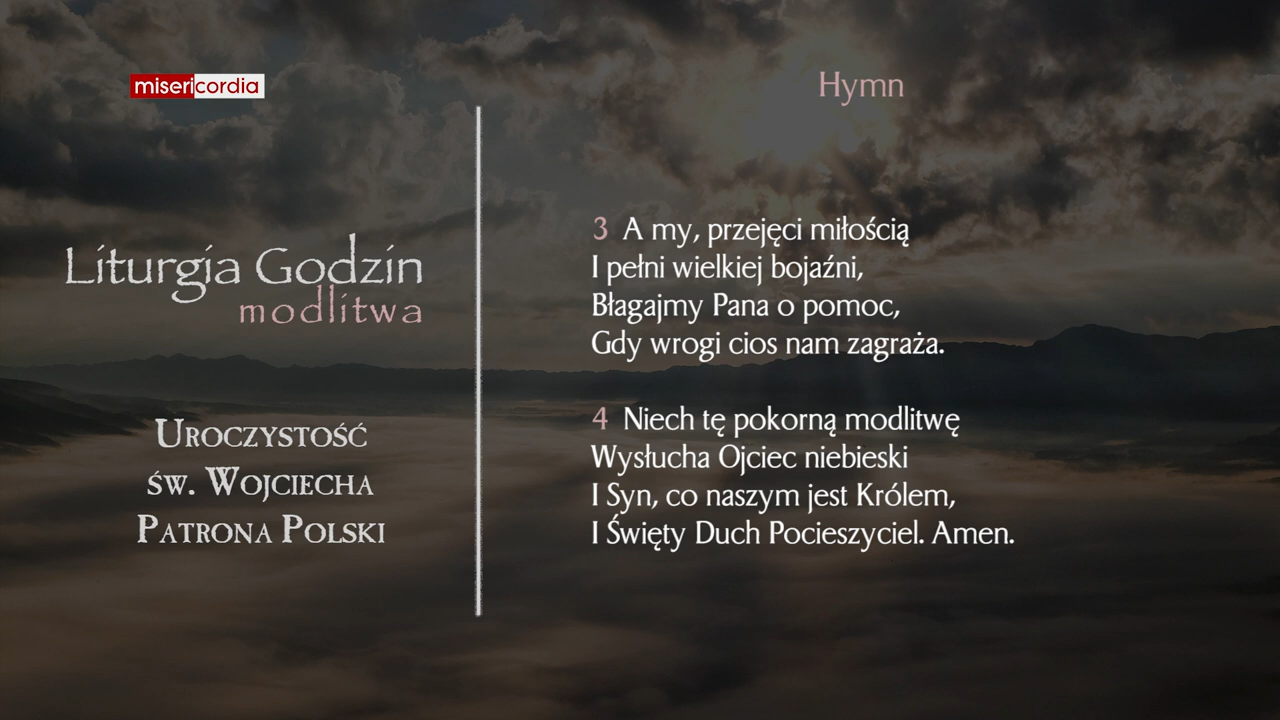 misericordia
Liturgia Godzin
modlitwa
Uroczystość
św. Wojciecha
Patrona Polski
Hymn
3 A my, przejęci miłością
I pełni wielkiej bojaźni,
Błagajmy Pana o pomoc,
Gdy wrogi cios nam zagraża.
4 Niech tę pokorną modlitwę
Wysłucha Ojciec niebieski
I Syn, co naszym jest Królem,
I Święty Duch Pocieszyciel. Amen.